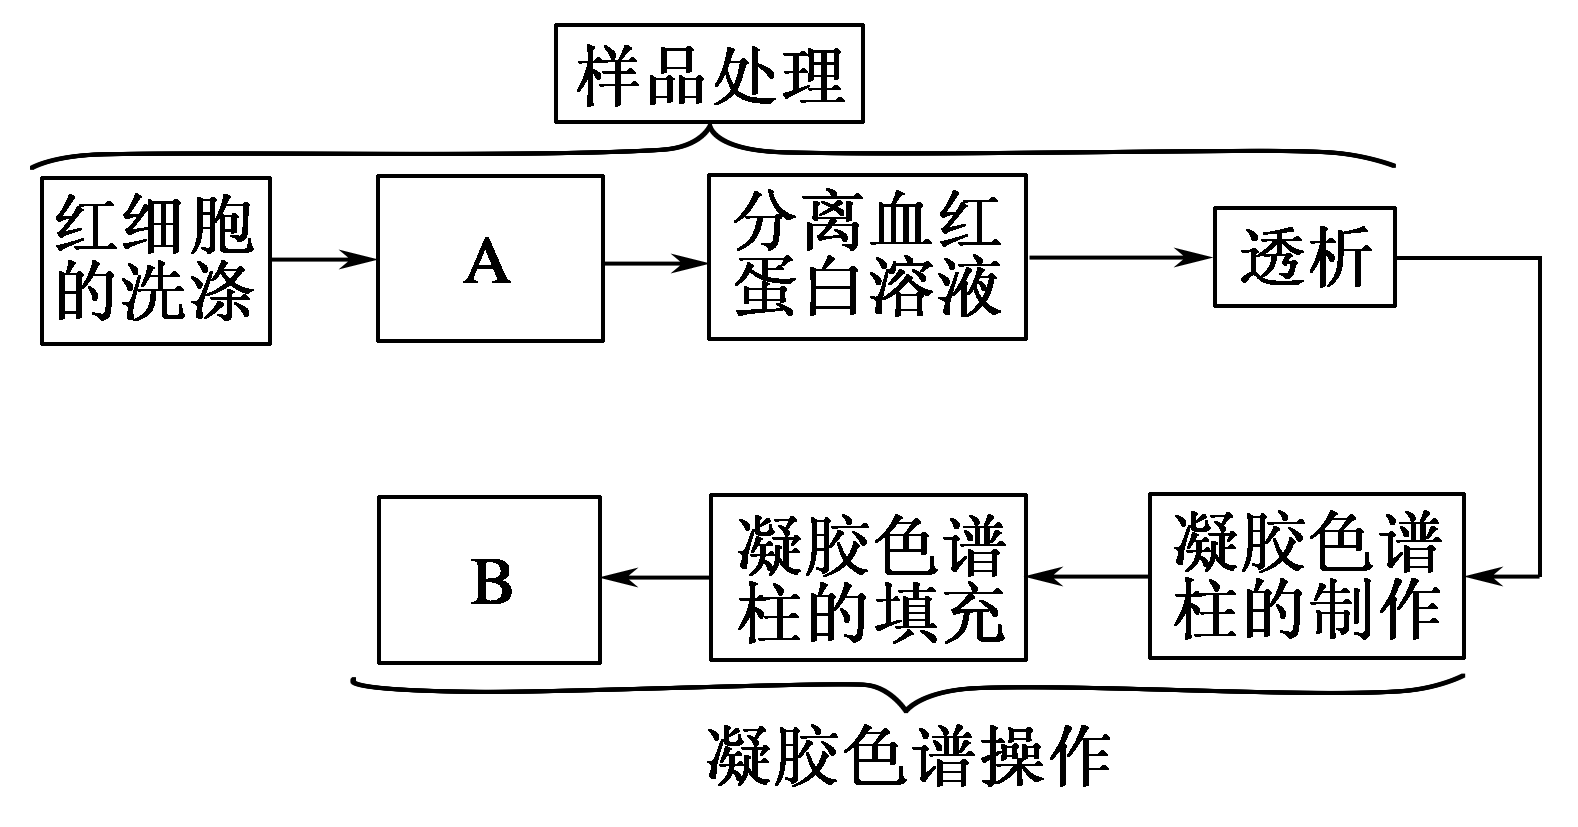 样品处理
红细胞
的洗涤
A
分离血红
蛋白溶液
透析
凝胶色谱
柱的制作
凝胶色谱
柱的填充
B
凝胶色谱操作